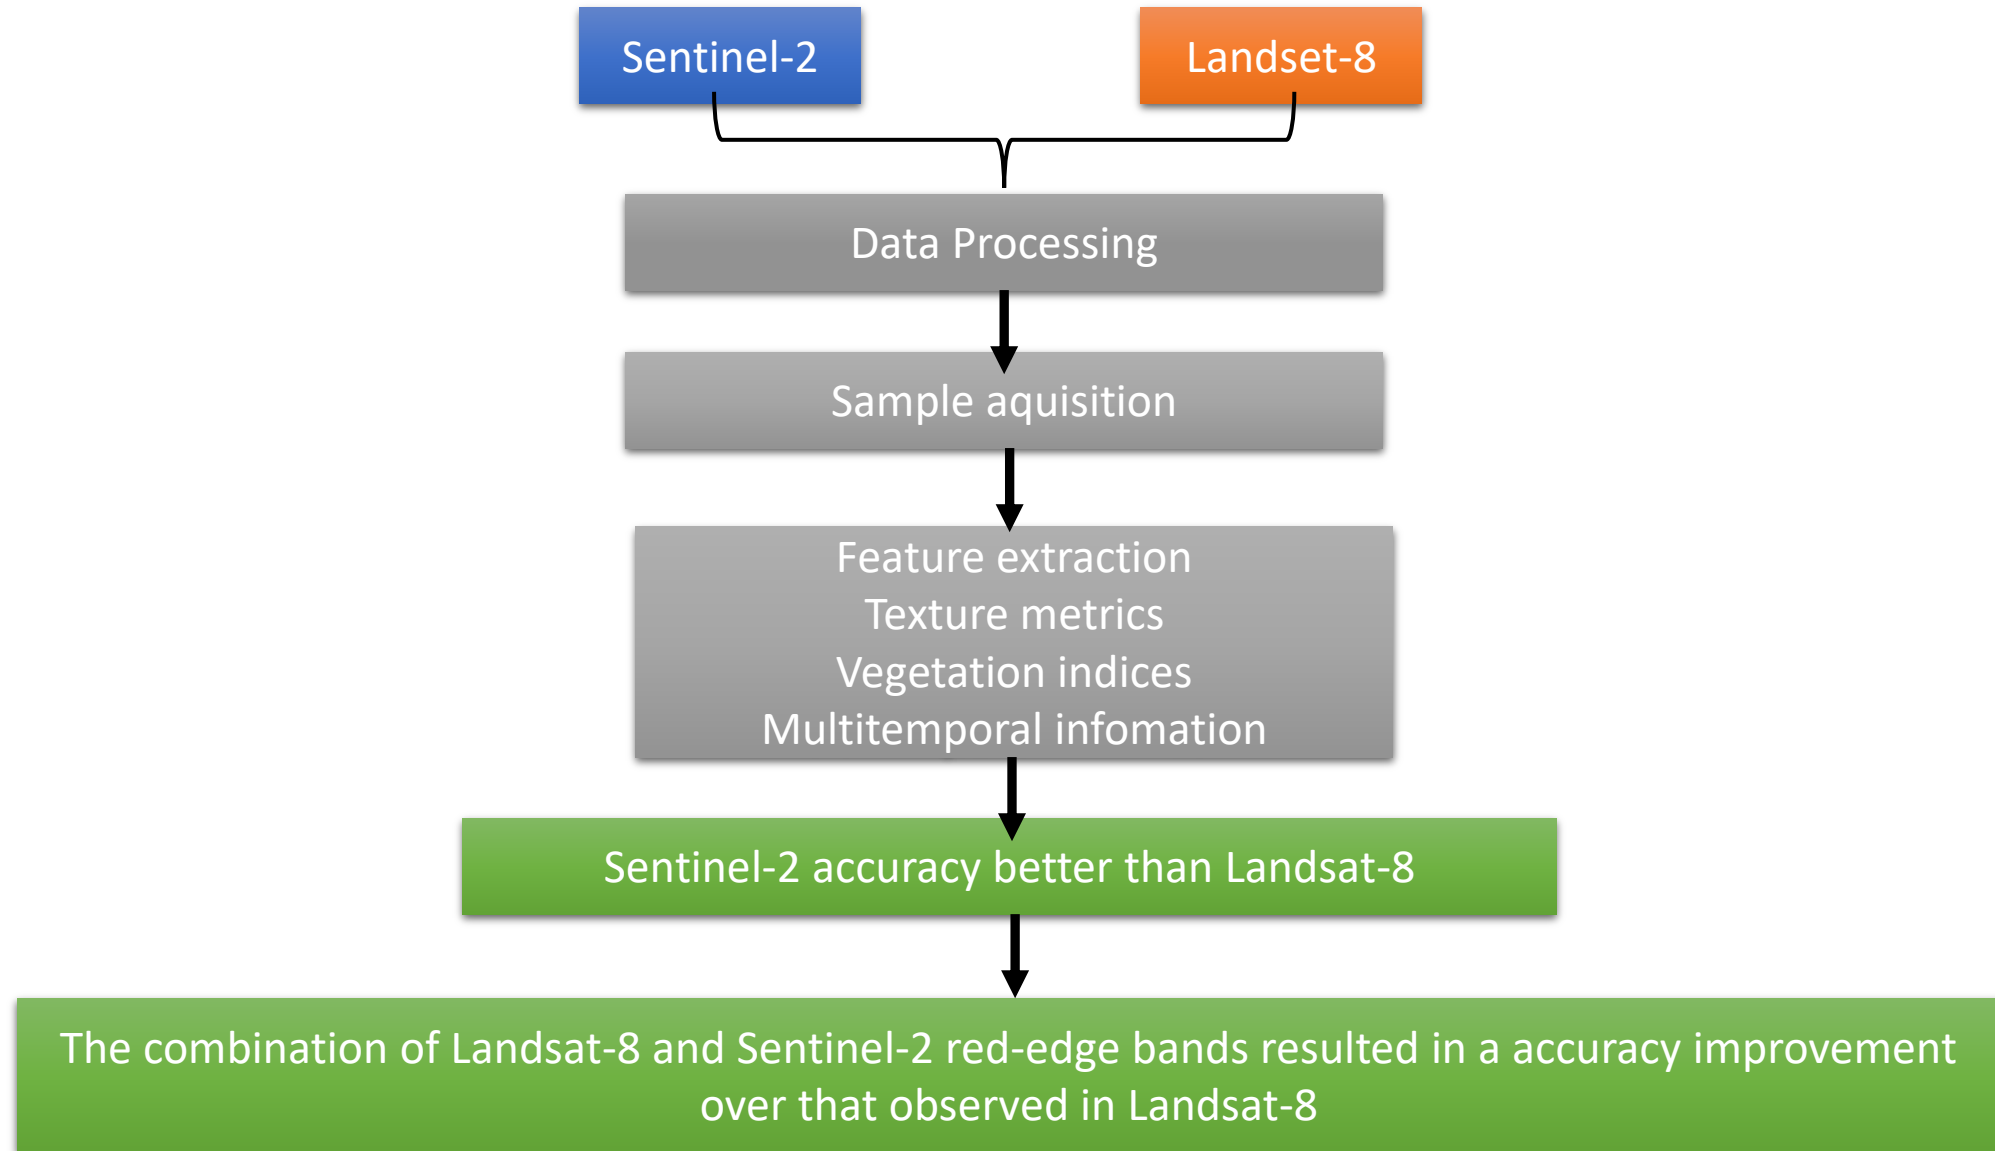 Sentinel-2
Landset-8
Data Processing
Sample aquisition
Feature extraction
Texture metrics
Vegetation indices
Multitemporal infomation
Sentinel-2 accuracy better than Landsat-8
The combination of Landsat-8 and Sentinel-2 red-edge bands resulted in a accuracy improvement
over that observed in Landsat-8